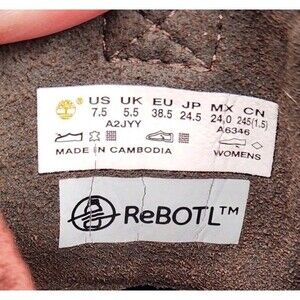 US UK EU JP MX CN
7.5 5.5 38.5 24.5 24,0 245(1.5)
A2JYY A6346
MADE IN CAMBODIA WOMENS
ReBOTL™